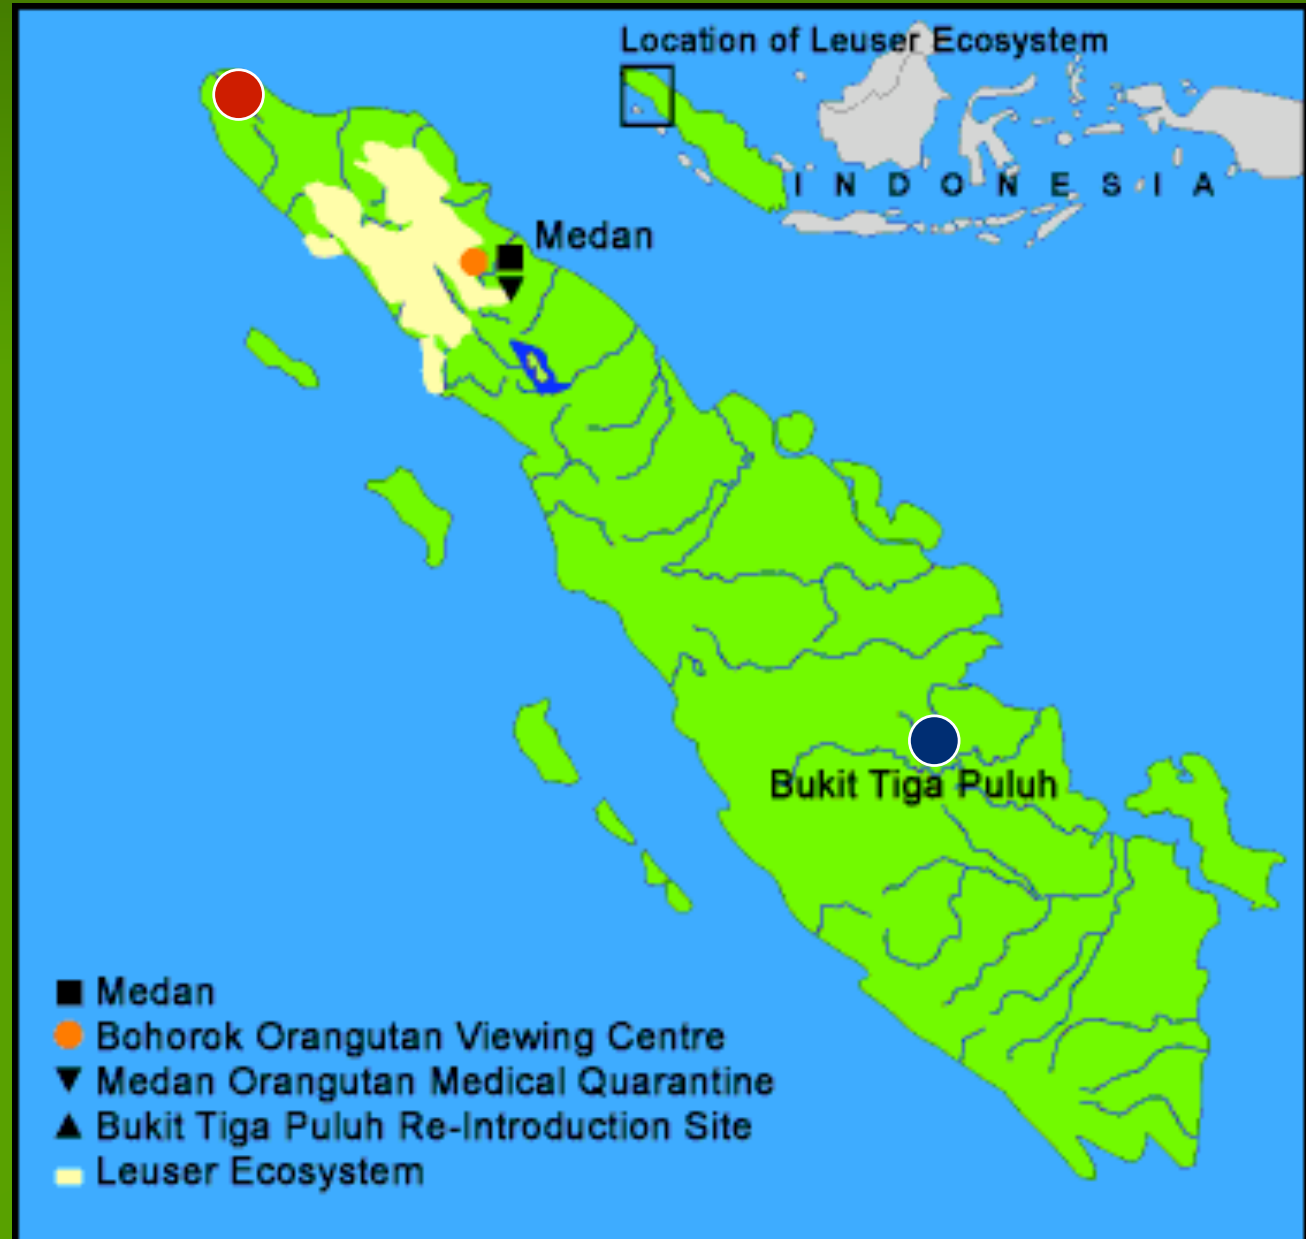 Location of Leuser Ecosystem
INDONESIA
Medan
Bukit Tiga Puluh
Medan
Bohorok Orangutan Viewing Centre
Medan Orangutan Medical Quarantine
Bukit Tiga Puluh Re-Introduction Site
Leuser Ecosystem